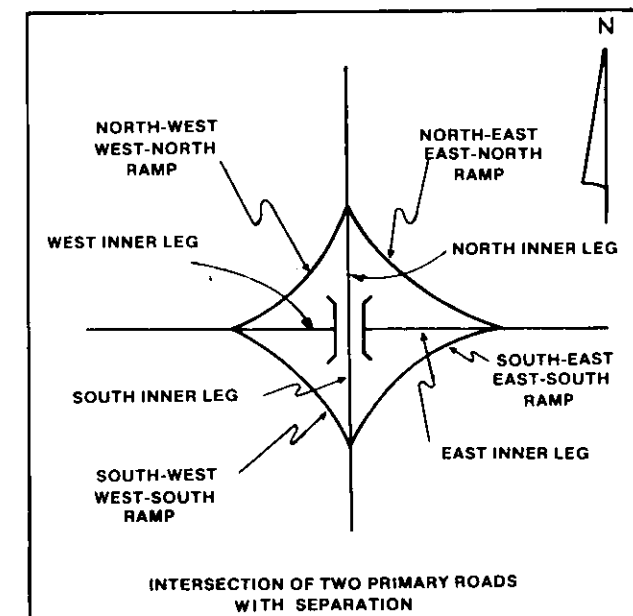 N
NORTH-WEST
WEST-NORTH
RAMP
NORTH-EAST
EAST-NORTH
RAMP
WEST INNER LEG
NORTH INNER LEG
SOUTH INNER LEG
SOUTH-EAST
EAST-SOUTH
RAMP
EAST INNER LEG
SOUTH-WEST
WEST-SOUTH
RAMP
INTERSECTION OF TWO PRIMARY ROADS
WITH SEPARATION